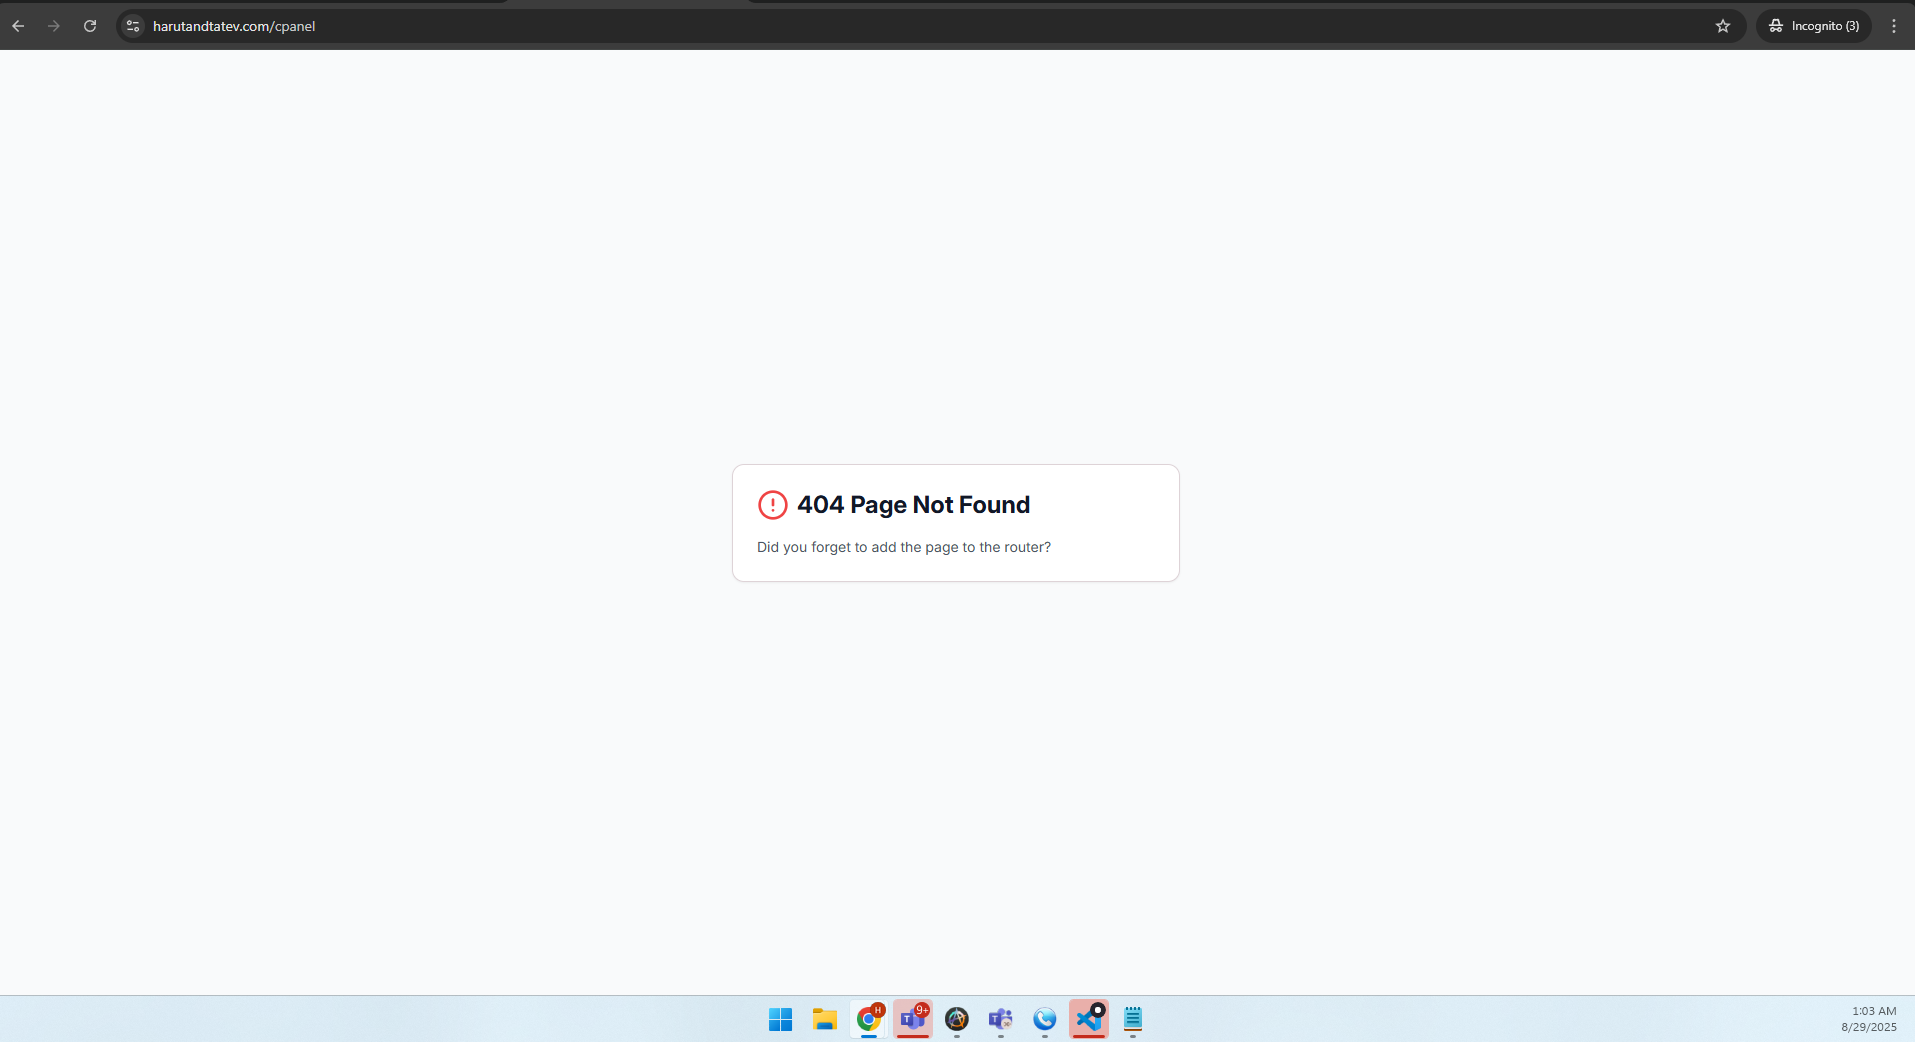 harutandtatev.com/cpanel
Incognito (3)
404 Page Not Found
Did you forget to add the page to the router?
H
9+
T
T
1:03 AM
8/29/2025